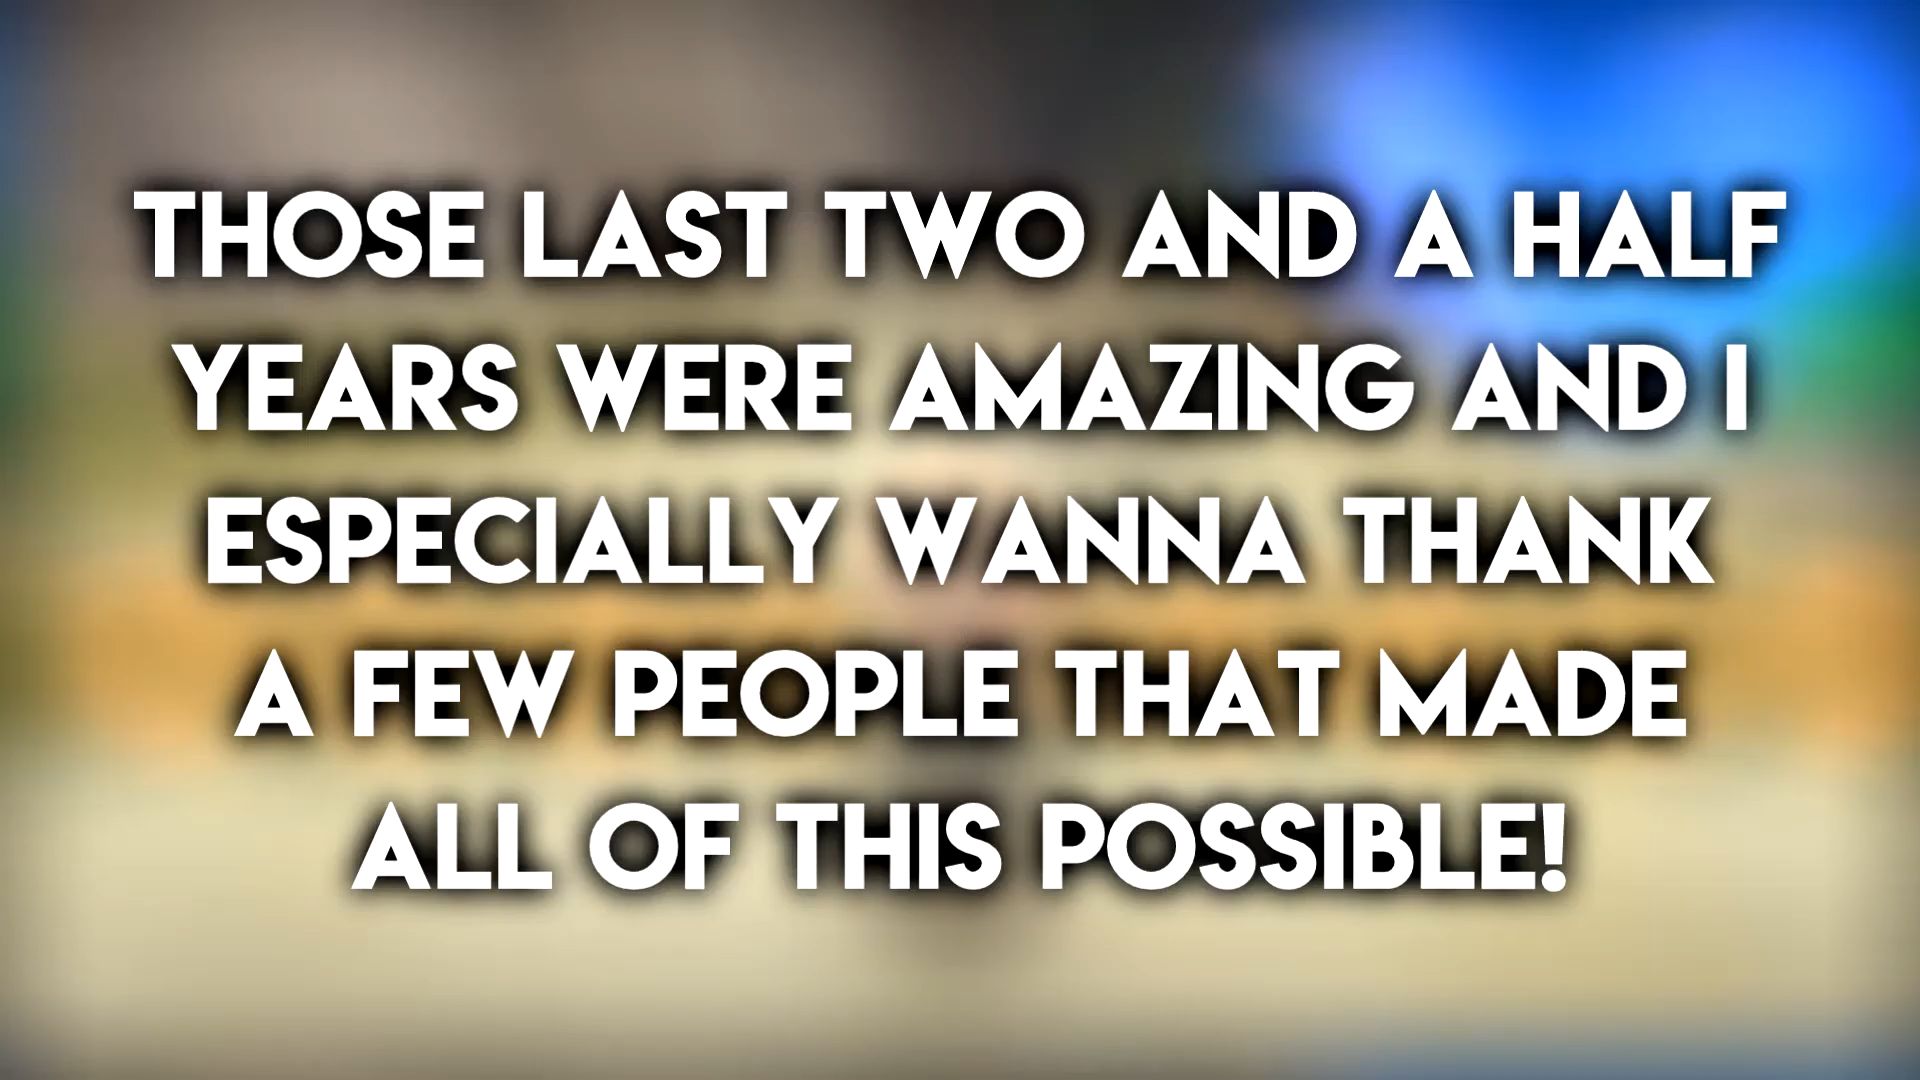 THOSE LAST TWO AND A HALF
YEARS WERE AMAZING AND I
ESPECIALLY WANNA THANK
A FEW PEOPLE THAT MADE
ALL OF THIS POSSIBLE!